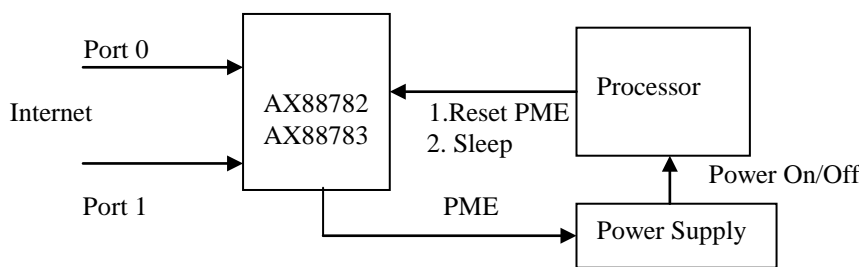 Port 0
Internet
Port 1
AX88782
AX88783
1.Reset PME
2. Sleep
Processor
Power On/Off
PME
Power Supply